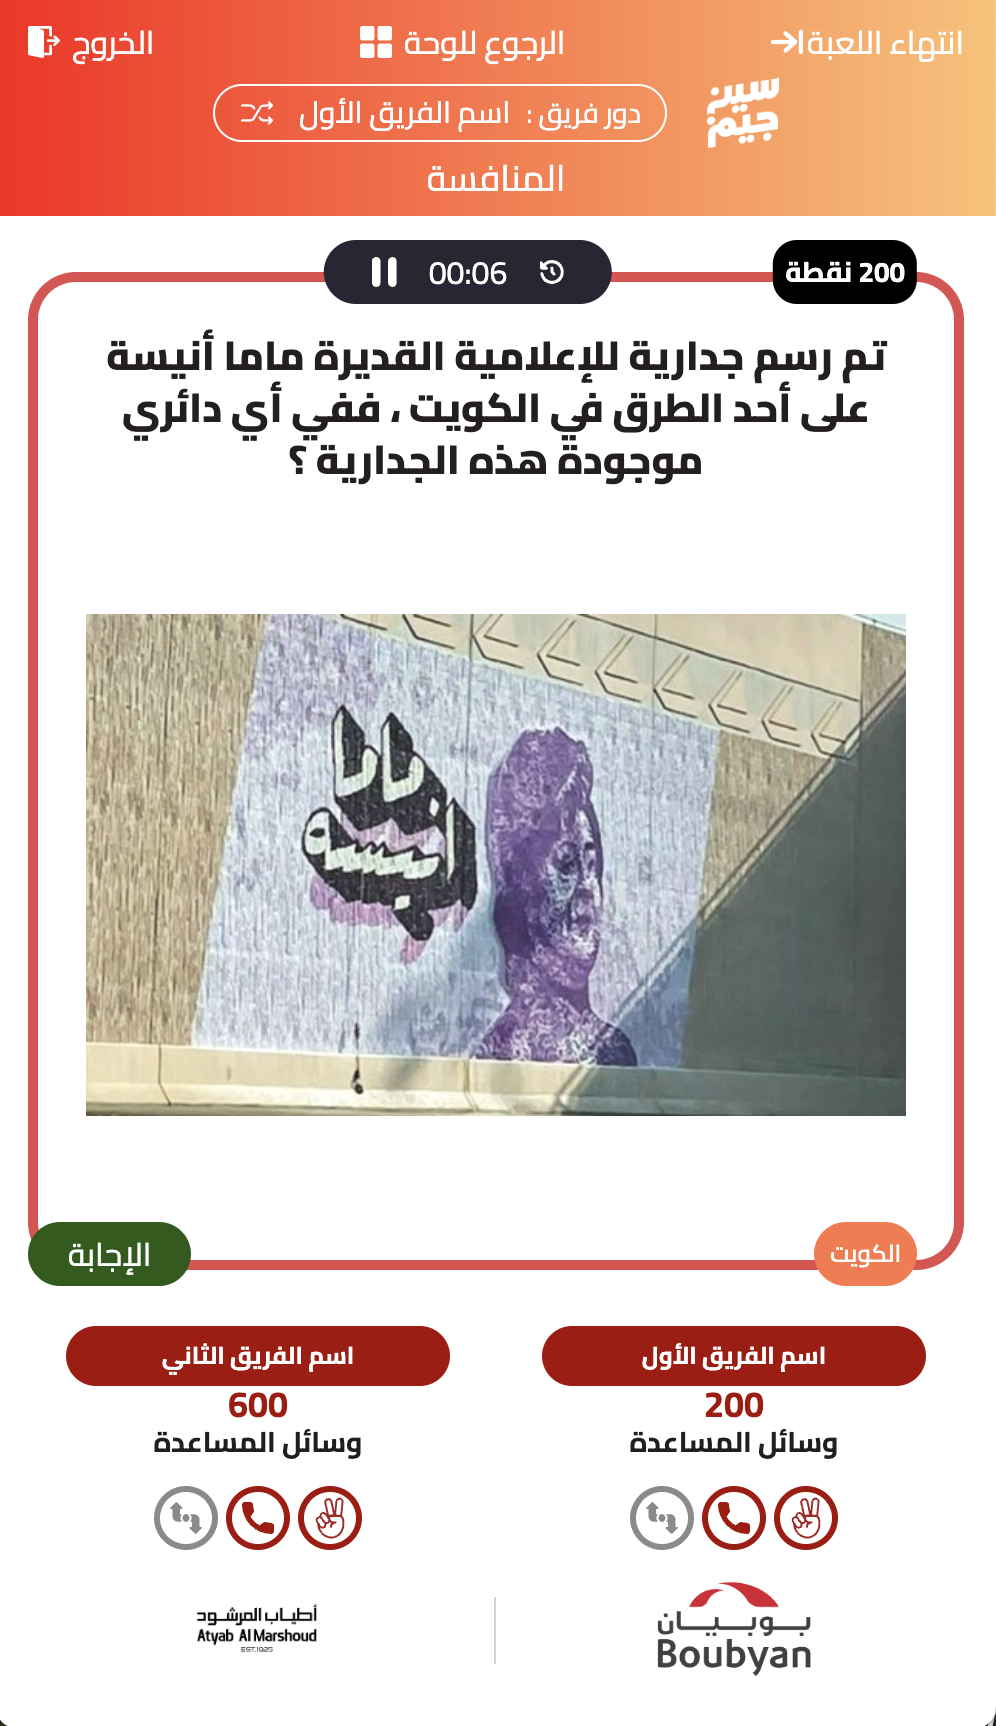 انتهاء اللعبة
الرجوع للوحة
الخروج
سين جيم
دور فريق : اسم الفريق الأول
المنافسة
200 نقطة
00:06
تم رسم جدارية للإعلامية القديرة ماما أنيسة
على أحد الطرق في الكويت ، ففي أي دائري
موجودة هذه الجدارية ؟
ماما
انيسه
الكويت
الإجابة
اسم الفريق الأول
200
وسائل المساعدة
اسم الفريق الثاني
600
وسائل المساعدة
بوبيان
Boubyan
أطياب المرشود
Atyab Al Marshoud
EST.1925